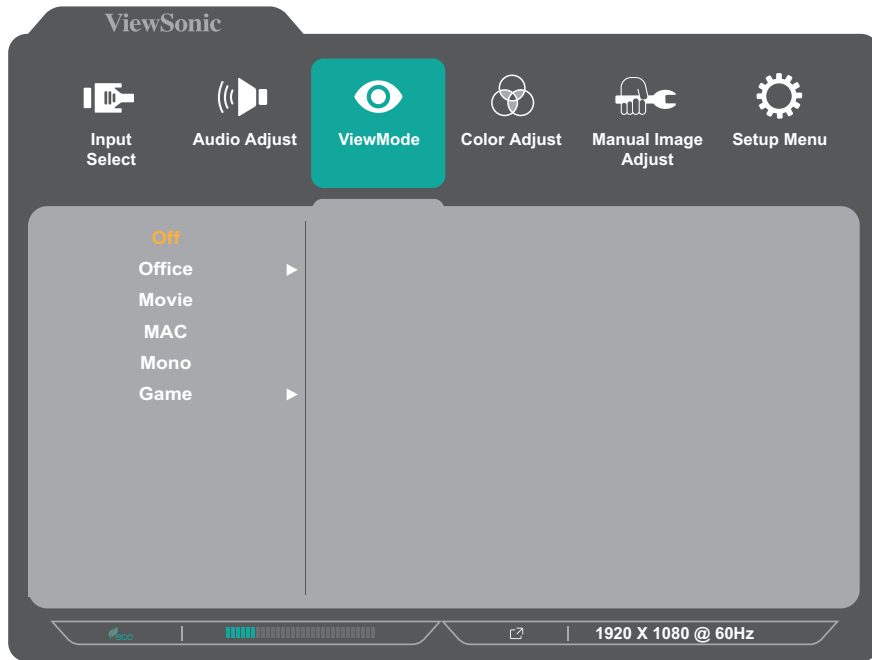 ViewSonic
Input
Select
Audio Adjust
ViewMode
Color Adjust
Manual Image
Adjust
Setup Menu
Off
Office
Movie
MAC
Mono
Game
eco
1920 X 1080 @ 60Hz